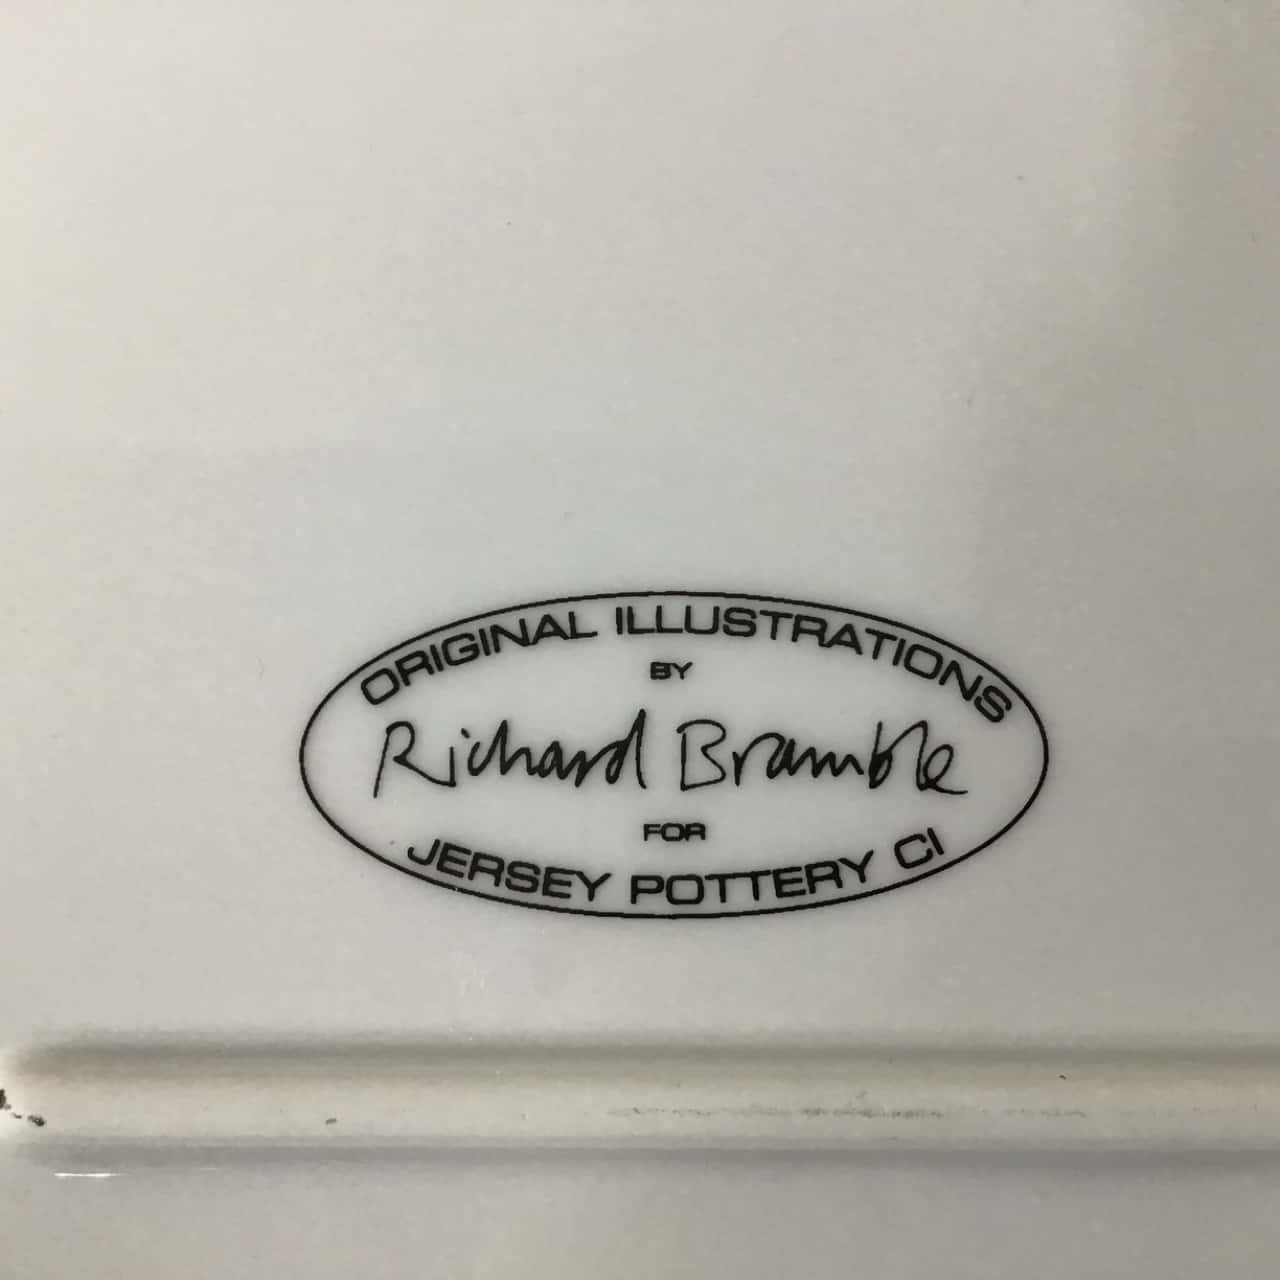 ORIGINAL ILLUSTRATIONS
BY
Richard Bramble
FOR
JERSEY POTTERY CI